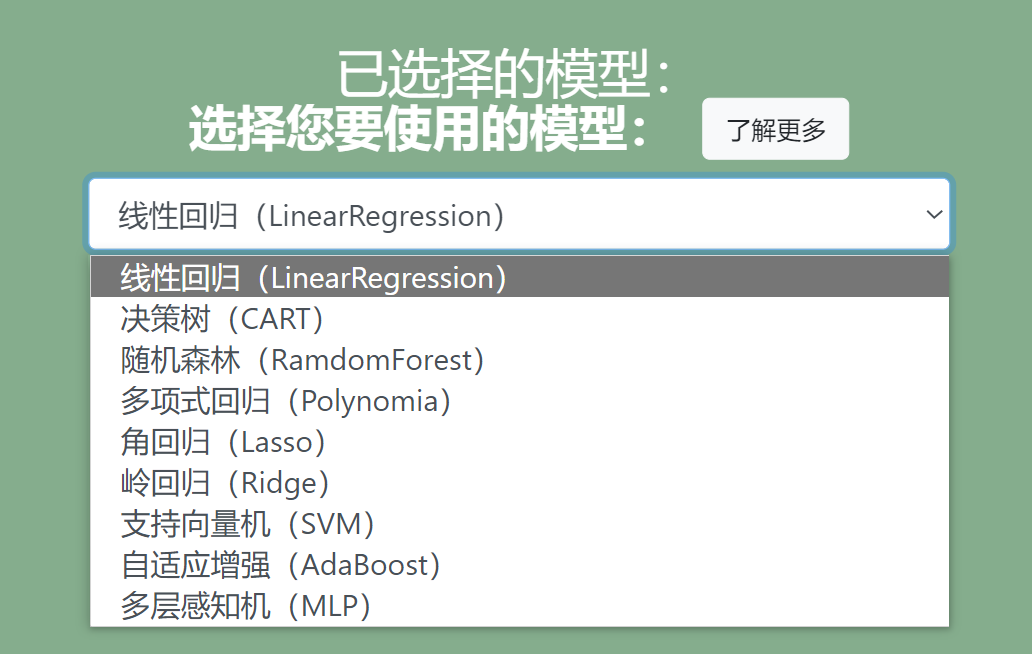 已选择的模型：
选择您要使用的模型：
了解更多
线性回归（LinearRegression）
线性回归（LinearRegression）
决策树（CART）
随机森林（RamdomForest）
多项式回归（Polynomia）
角回归（Lasso）
岭回归（Ridge）
支持向量机（SVM）
自适应增强（AdaBoost）
多层感知机（MLP）